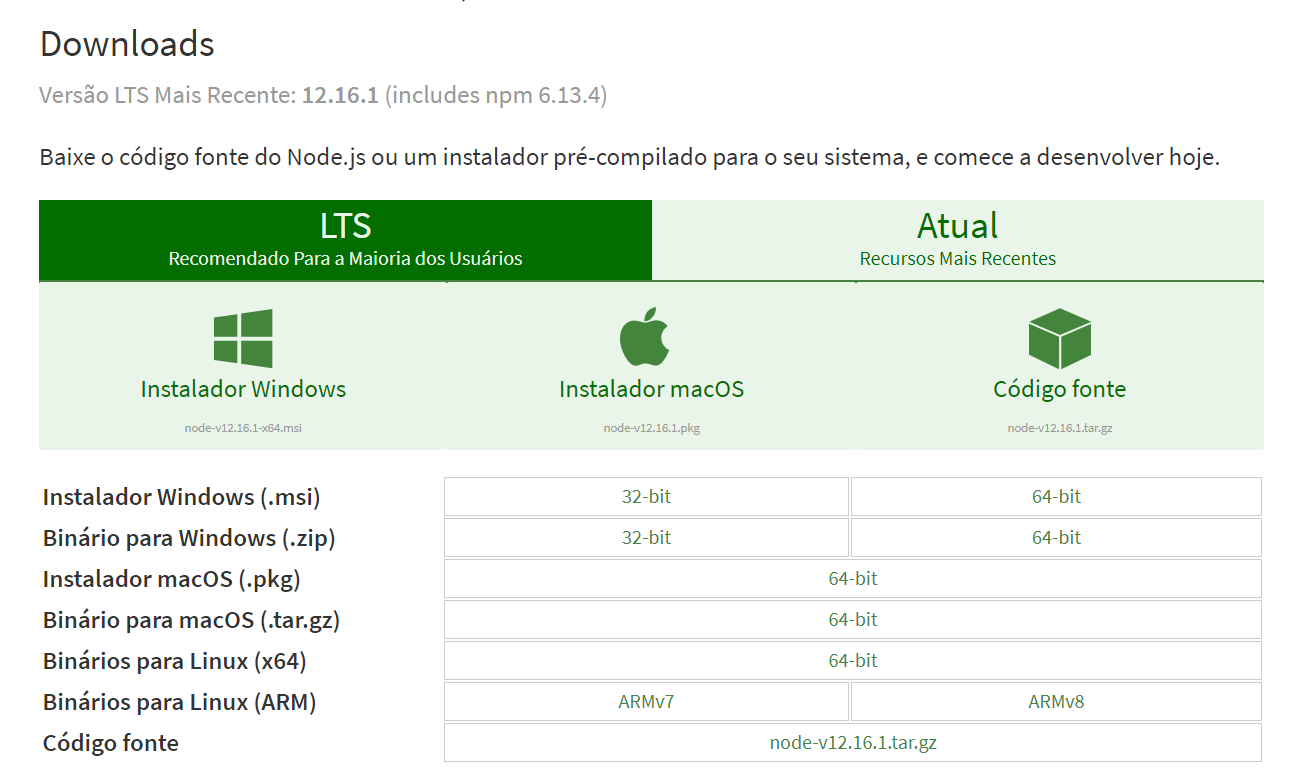 Downloads
Versão LTS Mais Recente: 12.16.1 (includes npm 6.13.4)
Baixe o código fonte do Node.js ou um instalador pré-compilado para o seu sistema, e comece a desenvolver hoje.
LTS
Recomendado Para a Maioria dos Usuários
Atual
Recursos Mais Recentes
Instalador Windows
node-v12.16.1-x64.msi
Instalador macOS
node-v12.16.1.pkg
Código fonte
node-v12.16.1.tar.gz
Instalador Windows (.msi) 32-bit 64-bit
Binário para Windows (.zip) 32-bit 64-bit
Instalador macOS (.pkg) 64-bit
Binário para macOS (.tar.gz) 64-bit
Binários para Linux (x64) 64-bit
Binários para Linux (ARM) ARMv7 ARMv8
Código fonte node-v12.16.1.tar.gz